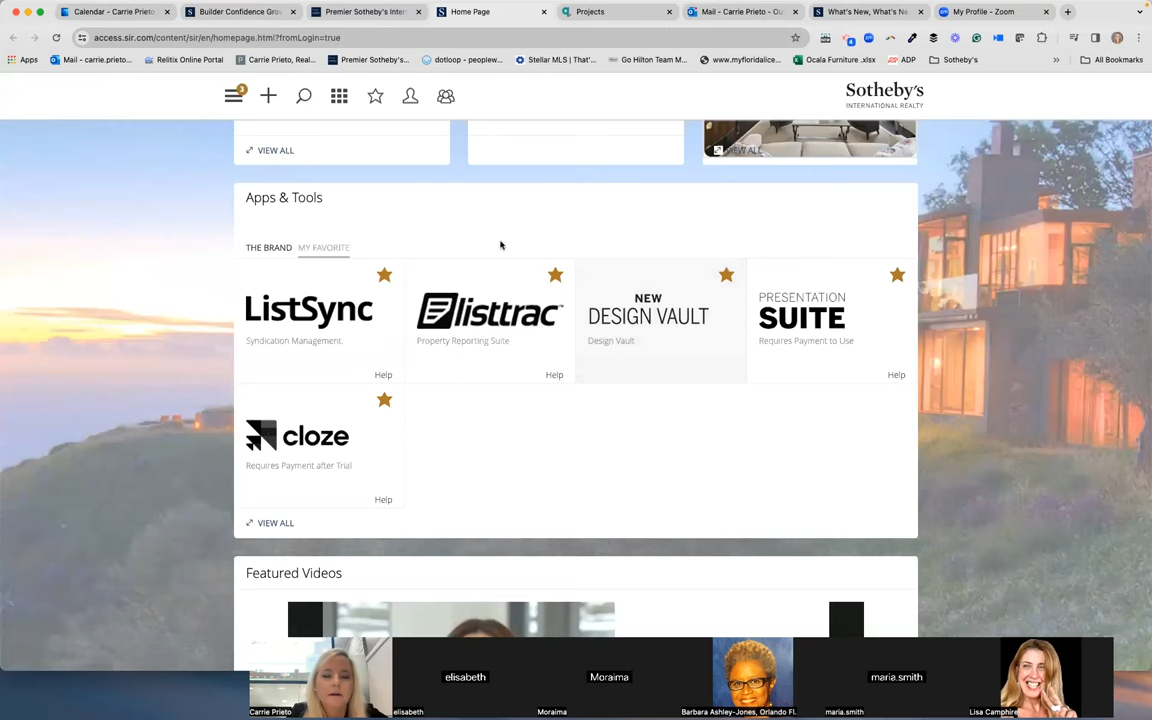 Calendar - Carrie Prieto
Builder Confidence Gro
Premier Sotheby's Inter
Home Page
Projects
Mail - Carrie Prieto - Ou
What's New, What's Ne
My Profile - Zoom
access.sir.com/content/sir/en/homepage.html?fromLogin=true
Apps
Mail - carrie.prieto...
Relitix Online Portal
Carrie Prieto, Real...
Premier Sotheby's...
dotloop - peoplew...
Stellar MLS | That'...
Go Hilton Team M...
www.myfloridalice...
Ocala Furniture .xlsx
ADP
Sotheby's
All Bookmarks
3
Sotheby's
INTERNATIONAL REALTY
VIEW ALL
VIEW ALL
Apps & Tools
THE BRAND MY FAVORITE
ListSync
Syndication Management.
Help
listtrac
Property Reporting Suite
Help
NEW
DESIGN VAULT
Design Vault
PRESENTATION
SUITE
Requires Payment to Use
Help
cloze
Requires Payment after Trial
Help
VIEW ALL
Featured Videos
elisabeth
Moraima
maria.smith
Carrie Prieto
elisabeth
Moraima
Barbara Ashley-Jones, Orlando Fl.
maria.smith
Lisa Camphire